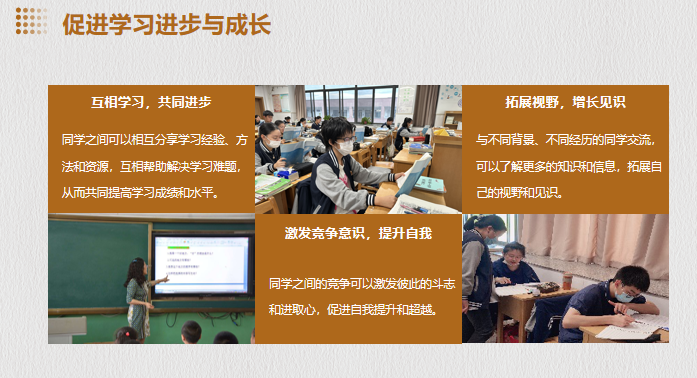 促进学习进步与成长
互相学习，共同进步
同学之间可以相互分享学习经验、方
法和资源，互相帮助解决学习难题，
从而共同提高学习成绩和水平。
拓展视野，增长见识
与不同背景、不同经历的同学交流，
可以了解更多的知识和信息，拓展自
己的视野和见识。
激发竞争意识，提升自我
同学之间的竞争可以激发彼此的斗志
和进取心，促进自我提升和超越。